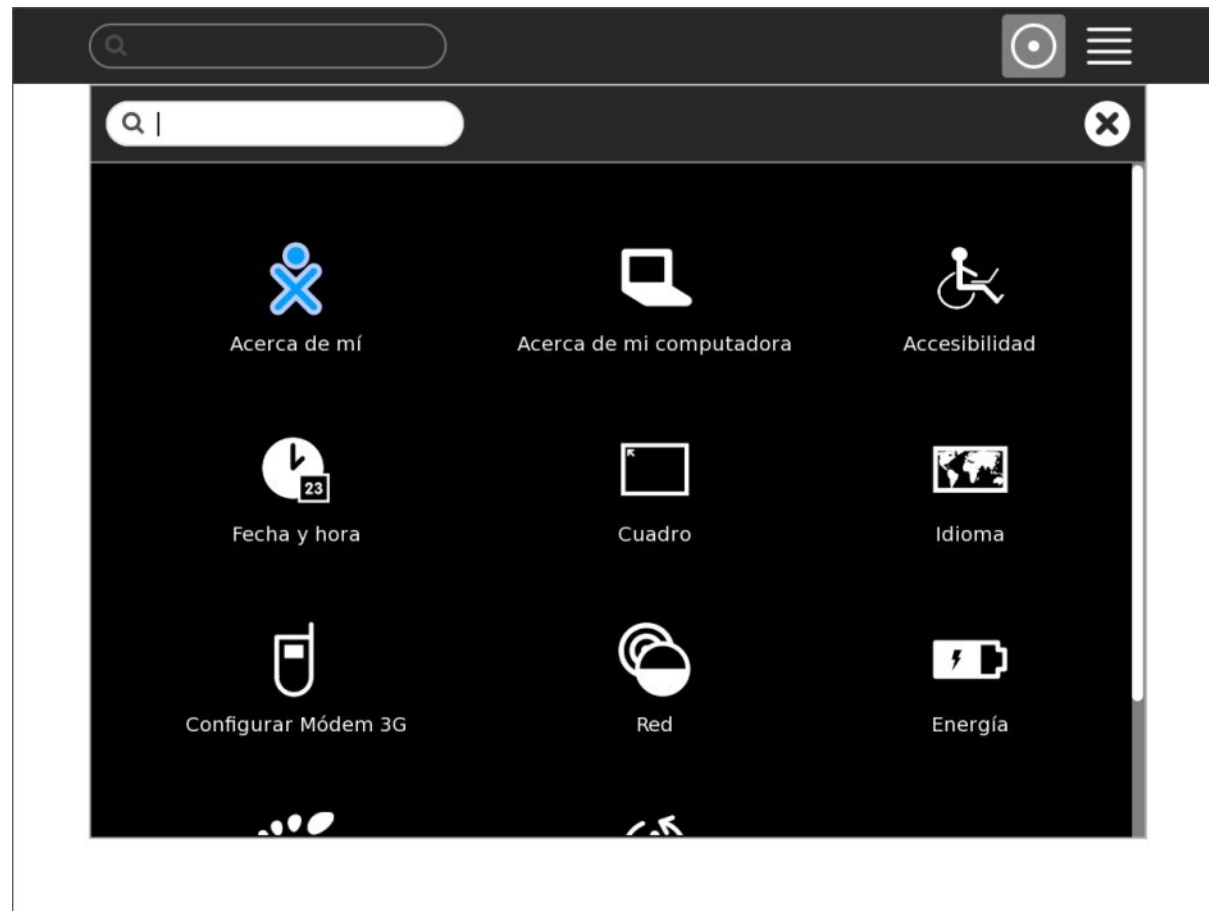 Acerca de mí
Acerca de mi computadora
Accesibilidad
23
Fecha y hora
Cuadro
Idioma
Configurar Módem 3G
Red
Energía